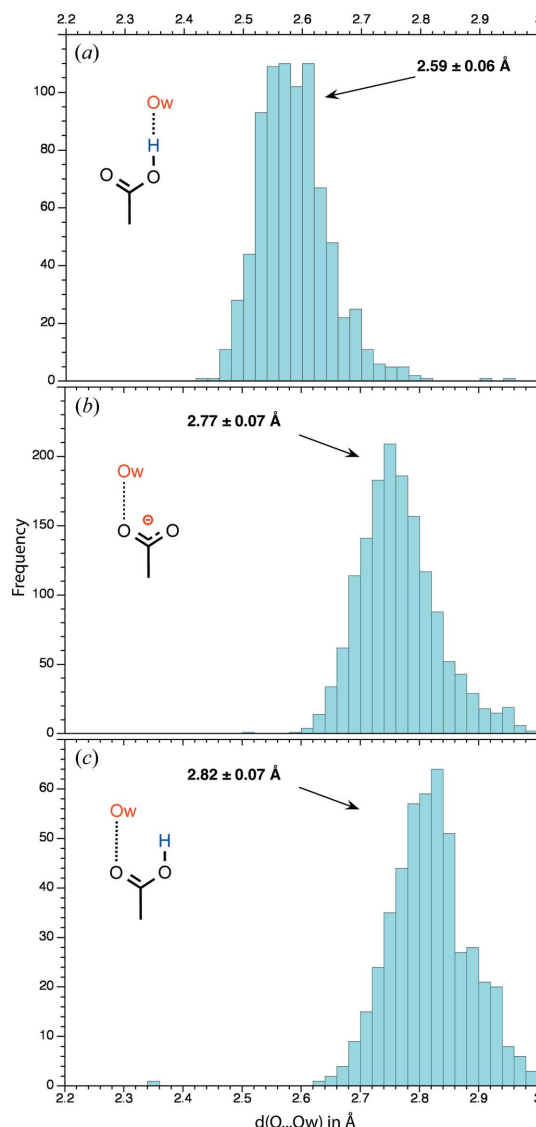 2.2 2.3 2.4 2.5 2.6 2.7 2.8 2.9 3
(a)
2.59 ± 0.06 Å
100
80
60
40
20
0
Ow
H
O
O
(b)
2.77 ± 0.07 Å
200
150
100
50
0
Ow
⊖
O O
Frequency
(c)
2.82 ± 0.07 Å
60
50
40
30
20
10
0
Ow
H
O O
2.2 2.3 2.4 2.5 2.6 2.7 2.8 2.9 3
d(O...Ow) in Å